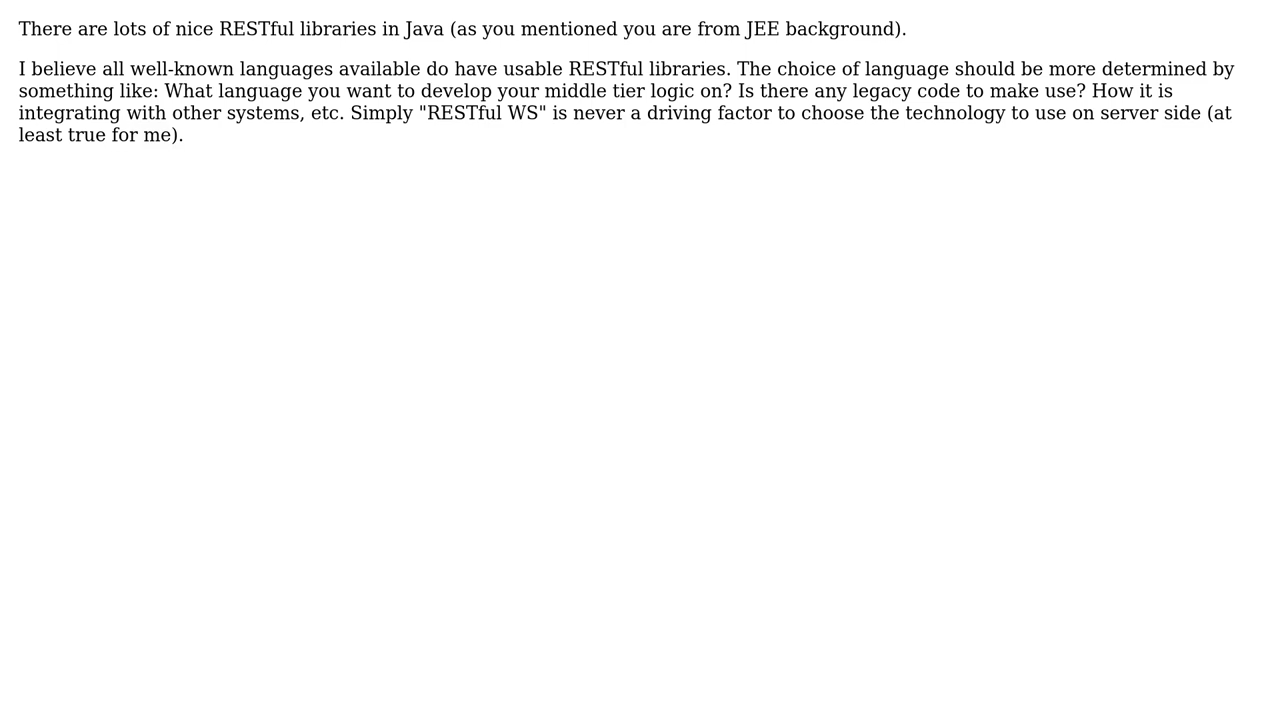 There are lots of nice RESTful libraries in Java (as you mentioned you are from JEE background).
I believe all well-known languages available do have usable RESTful libraries. The choice of language should be more determined by
something like: What language you want to develop your middle tier logic on? Is there any legacy code to make use? How it is
integrating with other systems, etc. Simply "RESTful WS" is never a driving factor to choose the technology to use on server side (at
least true for me).